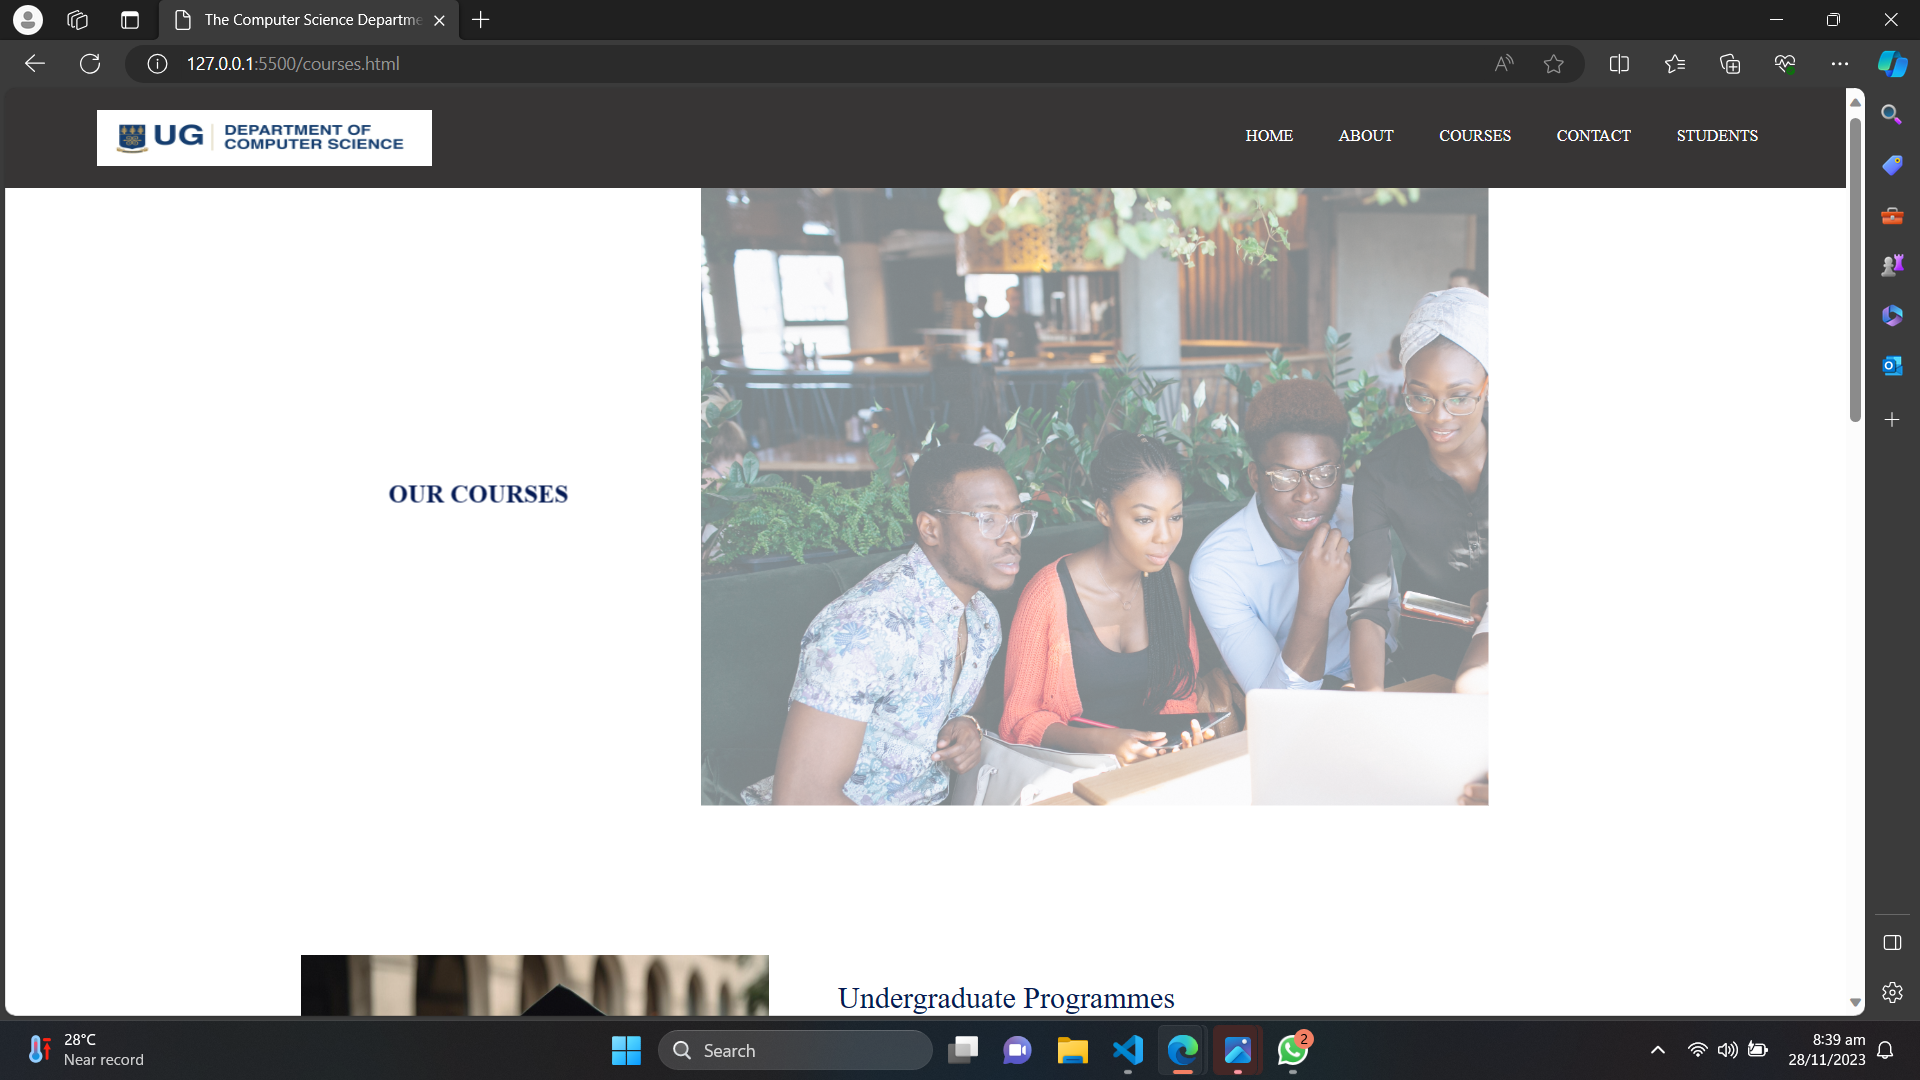 The Computer Science Departme
127.0.0.1:5500/courses.html
UG
DEPARTMENT OF
COMPUTER SCIENCE
HOME
ABOUT
COURSES
CONTACT
STUDENTS
OUR COURSES
Undergraduate Programmes
28°C
Near record
Search
2
8:39 am
28/11/2023